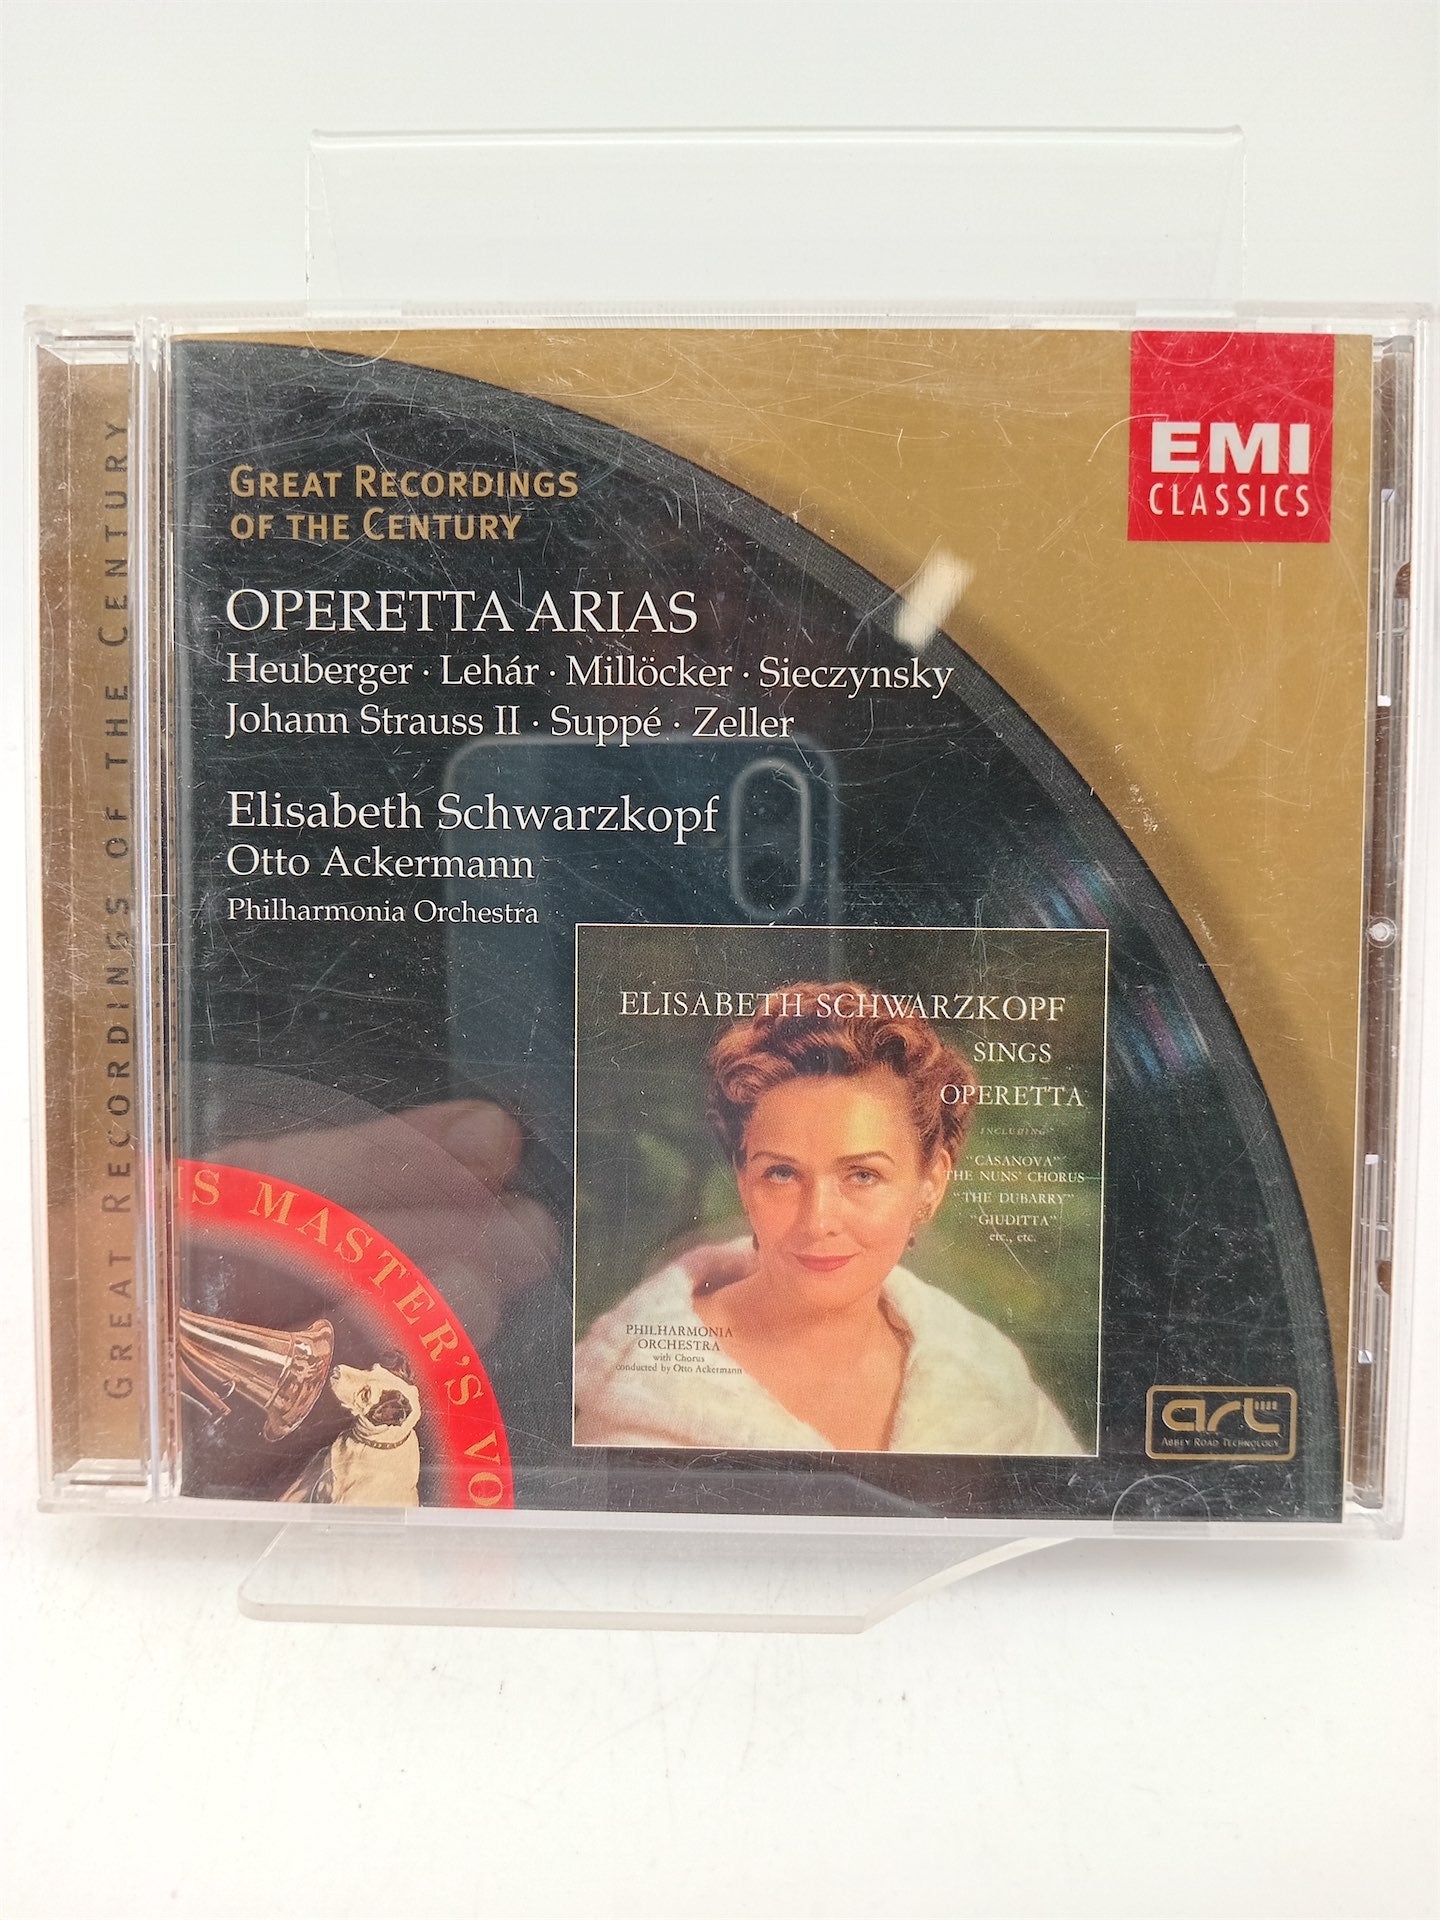 GREAT RECORDINGS OF THE CENTURY
EMI
CLASSICS
GREAT RECORDINGS
OF THE CENTURY
OPERETTA ARIAS
Heuberger · Lehár · Millöcker · Sieczynsky
Johann Strauss II · Suppé · Zeller
Elisabeth Schwarzkopf
Otto Ackermann
Philharmonia Orchestra
ELISABETH SCHWARZKOPF
SINGS
OPERETTA
INCLUDING
"CASANOVA"
THE NUNS' CHORUS
"THE DUBARRY"
"GIUDITTA"
etc., etc.
PHILHARMONIA
ORCHESTRA
with Chorus
conducted by Otto Ackermann
IS MASTER'S VO
art
ABBEY ROAD TECHNOLOGY